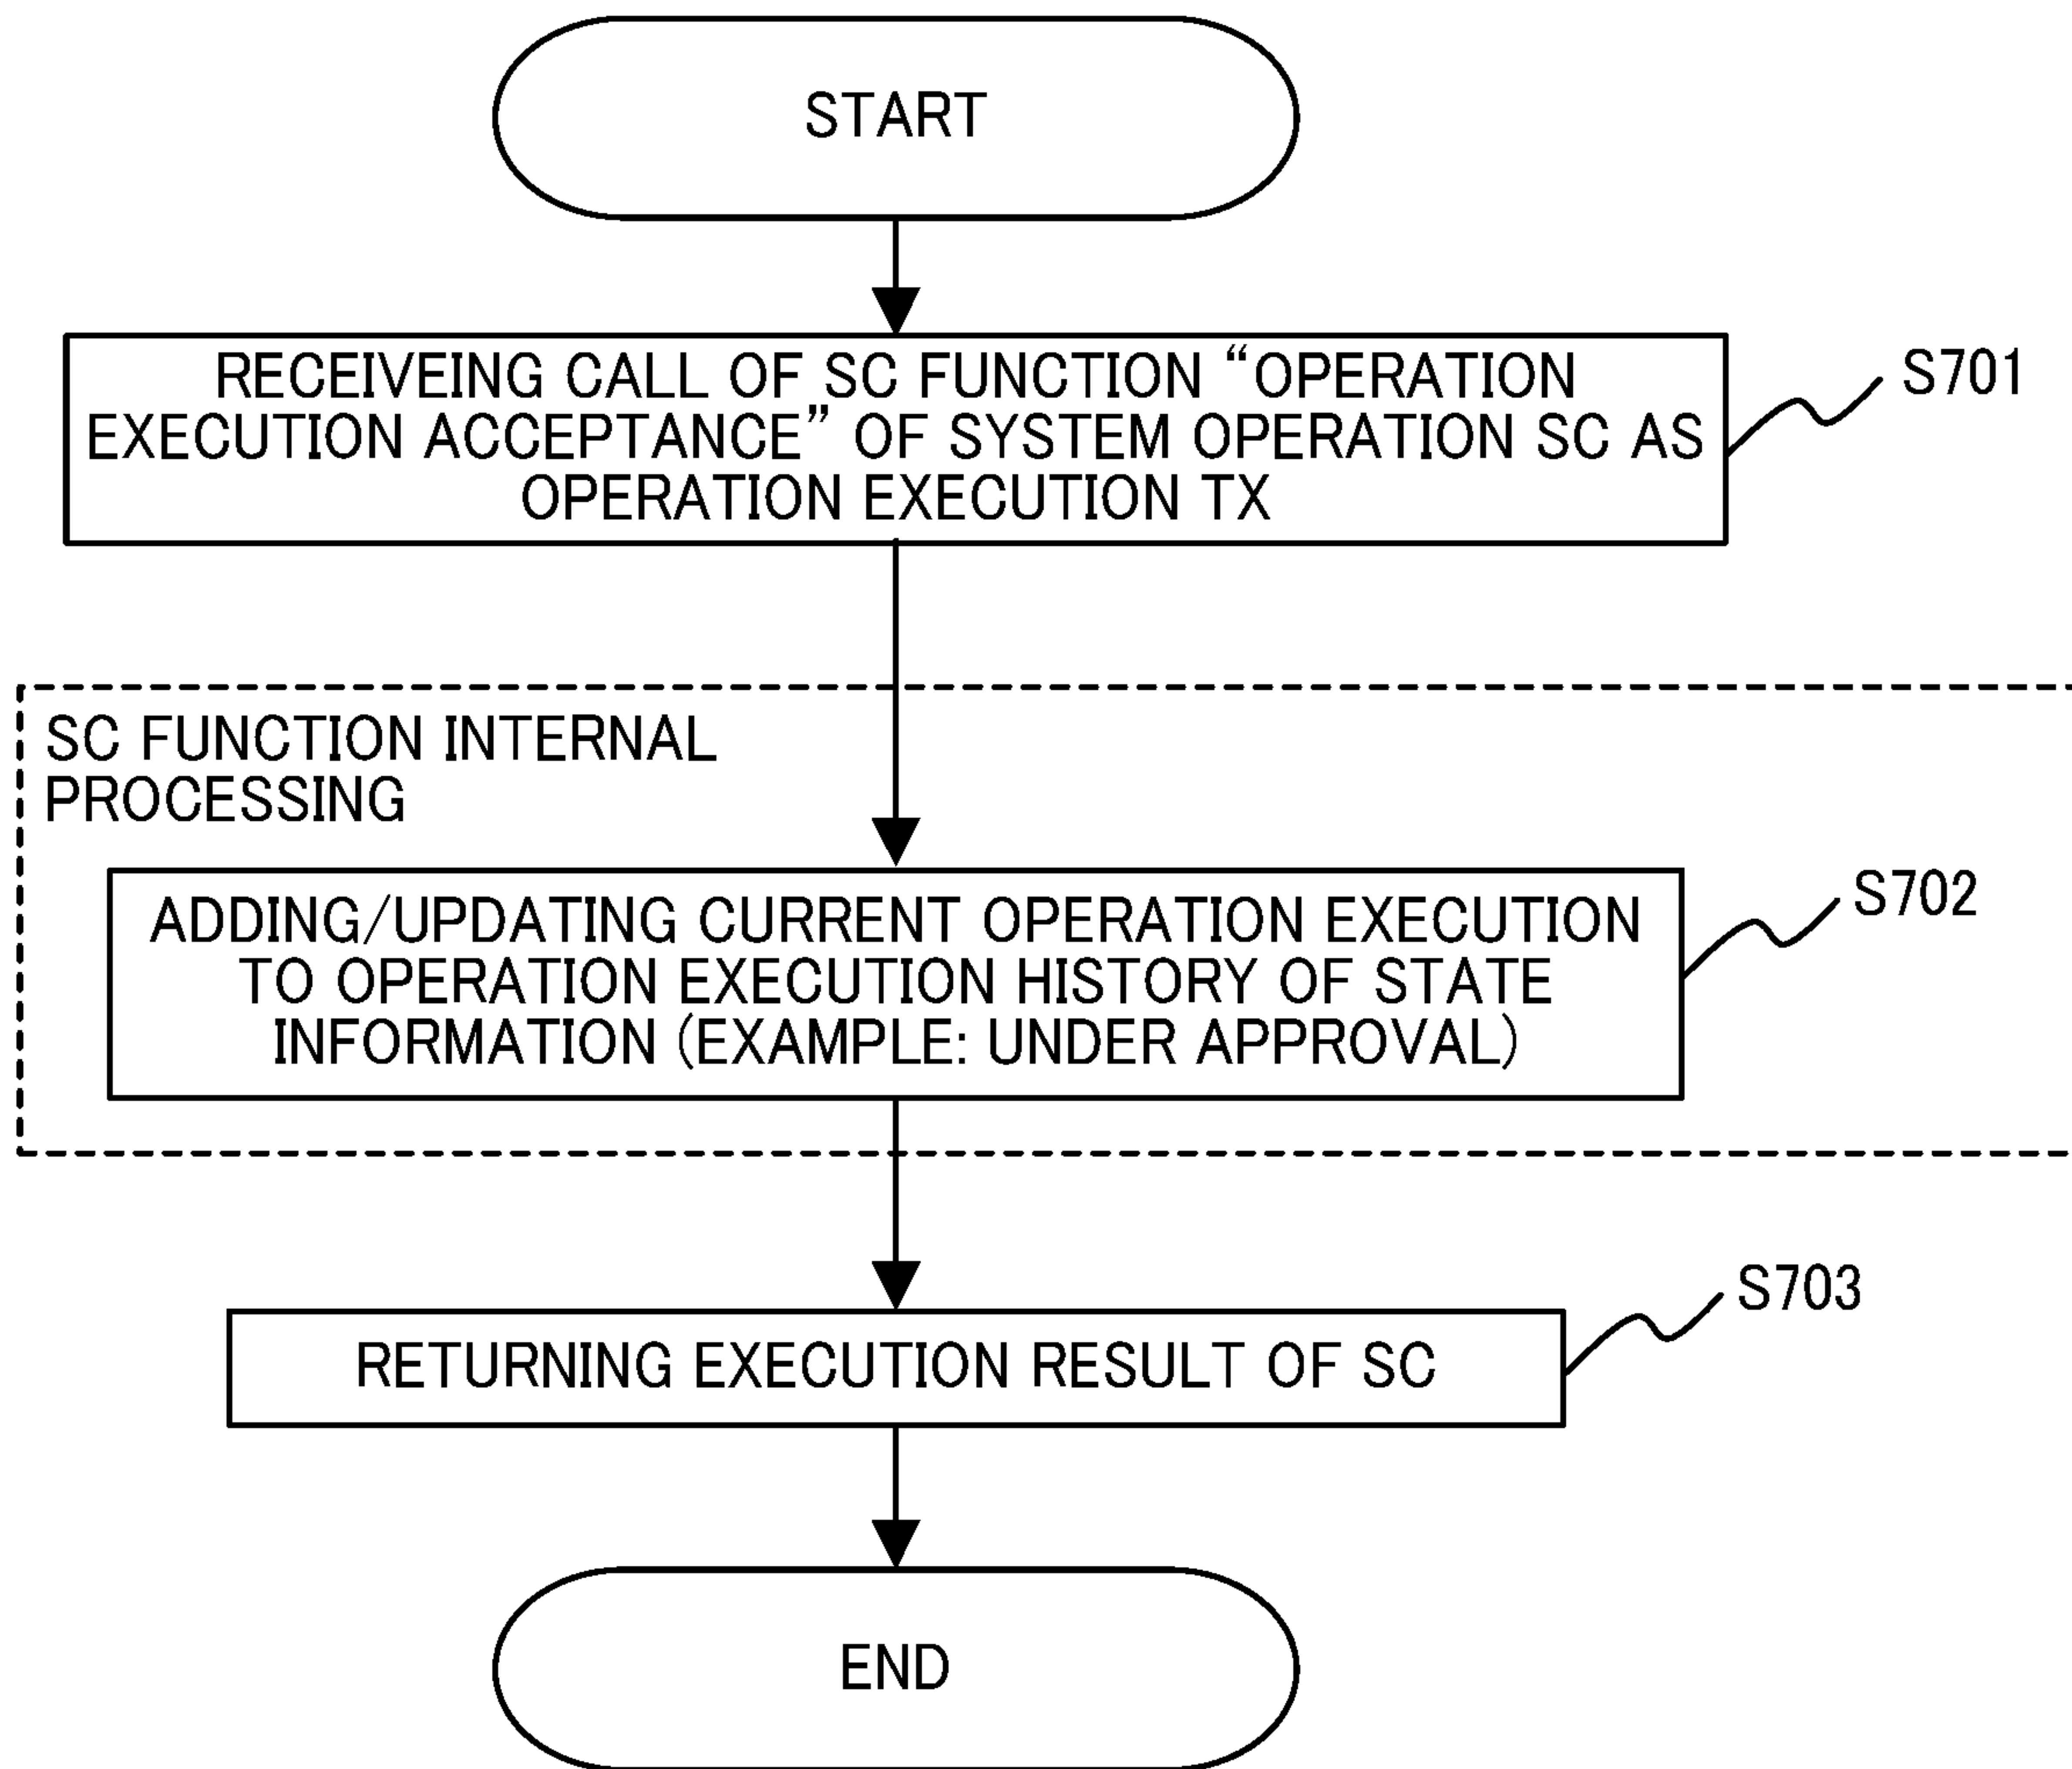 START
RECEIVEING CALL OF SC FUNCTION “OPERATION
EXECUTION ACCEPTANCE” OF SYSTEM OPERATION SC AS
OPERATION EXECUTION TX
S701
SC FUNCTION INTERNAL
PROCESSING
ADDING/UPDATING CURRENT OPERATION EXECUTION
TO OPERATION EXECUTION HISTORY OF STATE
INFORMATION (EXAMPLE: UNDER APPROVAL)
S702
RETURNING EXECUTION RESULT OF SC
S703
END